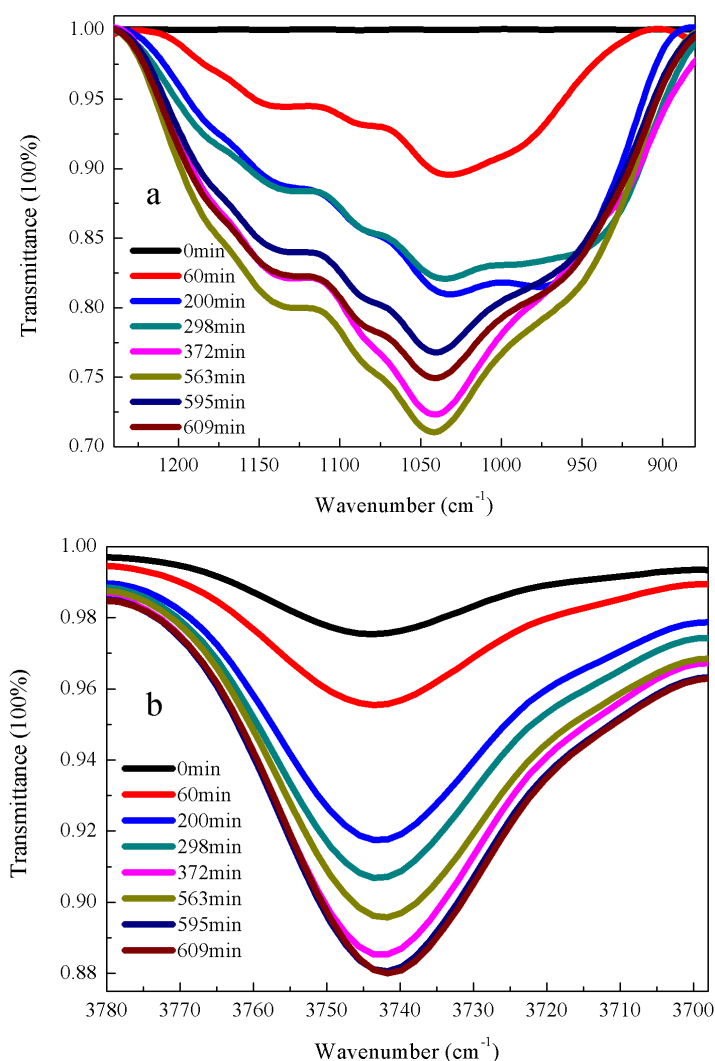 1.00
0.95
0.90
0.85
0.80
0.75
0.70
Transmittance (100%)
a
0min
60min
200min
298min
372min
563min
595min
609min
1200 1150 1100 1050 1000 950 900
Wavenumber (cm-1)
1.00
0.98
0.96
0.94
0.92
0.90
0.88
Transmittance (100%)
b
0min
60min
200min
298min
372min
563min
595min
609min
3780 3770 3760 3750 3740 3730 3720 3710 3700
Wavenumber (cm-1)